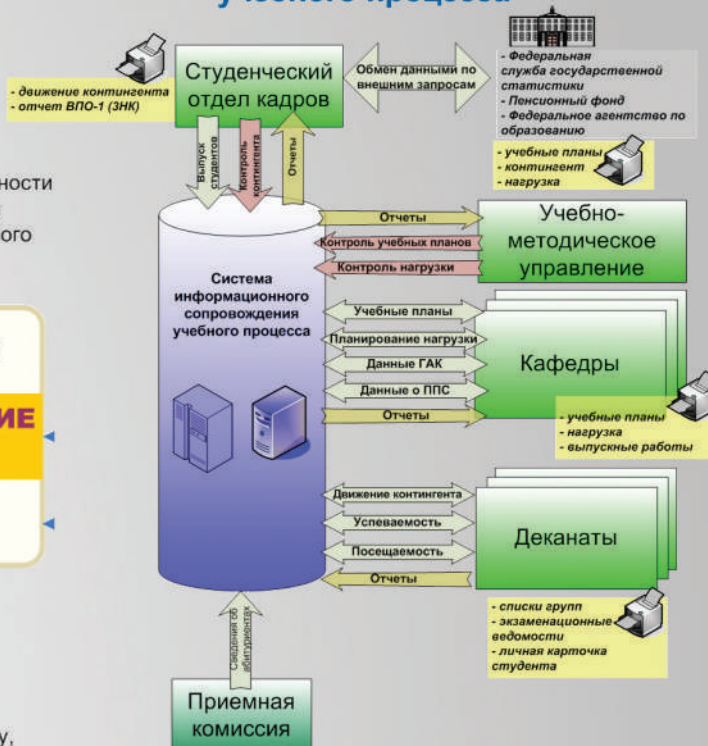 учебного процесса
Студенческий
отдел кадров
- движение контингента
- отчет ВПО-1 (3НК)
Обмен данными по
внешним запросам
- Федеральная
служба государственной
статистики
- Пенсионный фонд
- Федеральное агентство по
образованию
- учебные планы
- контингент
- нагрузка
Выпуск
студентов
Контроль
контингента
Отчеты
ности
ого
ИЕ
Система
информационного
сопровождения
учебного процесса
Отчеты
Контроль учебных планов
Контроль нагрузки
Учебно-
методическое
управление
Учебные планы
Планирование нагрузки
Данные ГАК
Данные о ППС
Отчеты
Кафедры
- учебные планы
- нагрузка
- выпускные работы
Движение контингента
Успеваемость
Посещаемость
Отчеты
Деканаты
- списки групп
- экзаменационные
ведомости
- личная карточка
студента
Сведения об
абитуриентах
Приемная
комиссия
у,